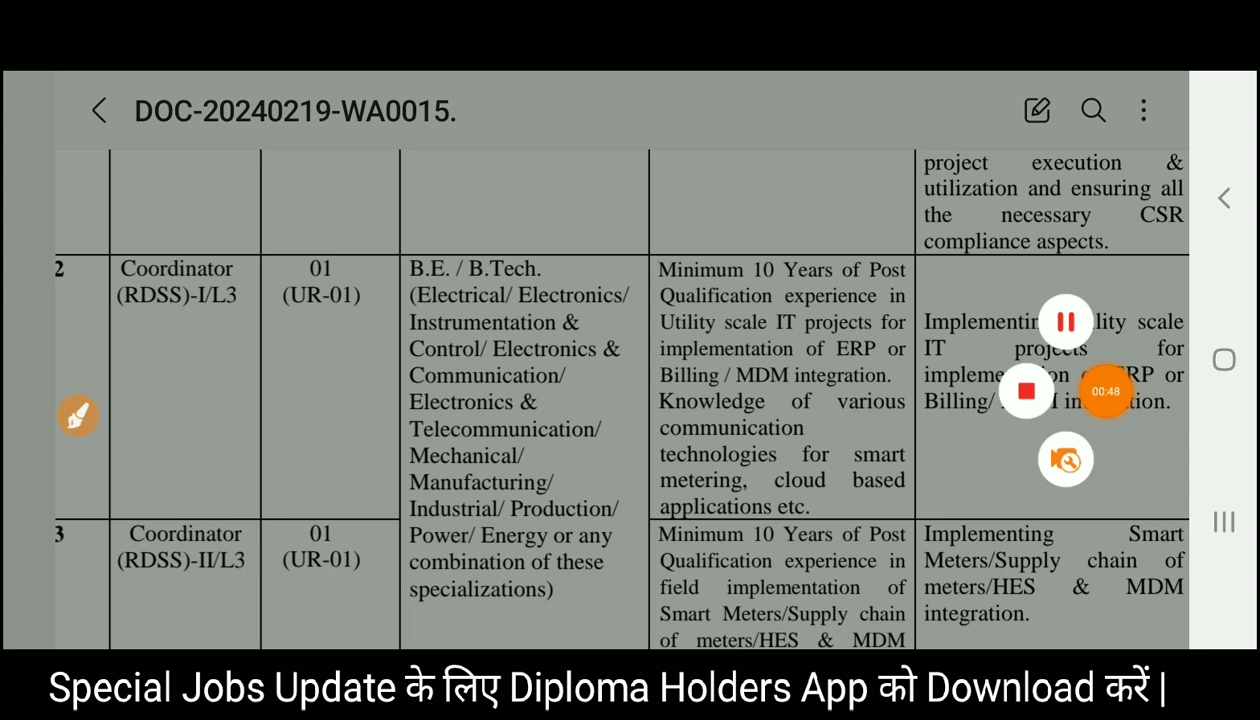 DOC-20240219-WA0015.
project execution &
utilization and ensuring all
the necessary CSR
compliance aspects.
2
Coordinator
(RDSS)-I/L3
01
(UR-01)
B.E. / B.Tech.
(Electrical/ Electronics/
Instrumentation &
Control/ Electronics &
Communication/
Electronics &
Telecommunication/
Mechanical/
Manufacturing/
Industrial/ Production/
Power/ Energy or any
combination of these
specializations)
Minimum 10 Years of Post
Qualification experience in
Utility scale IT projects for
implementation of ERP or
Billing / MDM integration.
Knowledge of various
communication
technologies for smart
metering, cloud based
applications etc.
scale
IT projects for
ERP or
Billing/
3
Coordinator
(RDSS)-II/L3
01
(UR-01)
Minimum 10 Years of Post
Qualification experience in
field implementation of
Smart Meters/Supply chain
of meters/HES & MDM
Implementing Smart
Meters/Supply chain of
meters/HES & MDM
integration.
00:48
Special Jobs Update के लिए Diploma Holders App को Download करें |